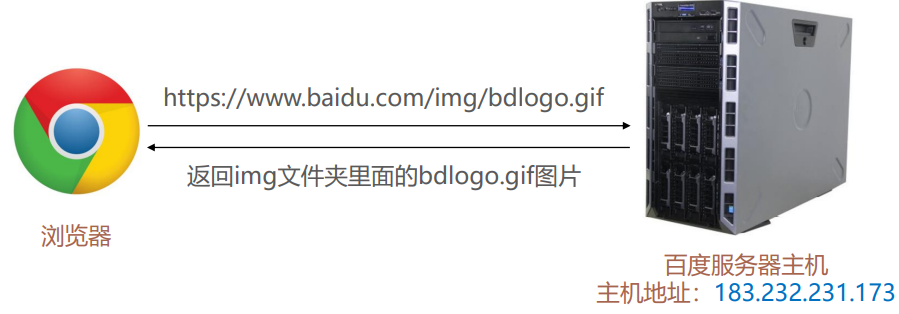 https://www.baidu.com/img/bdlogo.gif
返回img文件夹里面的bdlogo.gif图片
浏览器
百度服务器主机
主机地址：183.232.231.173